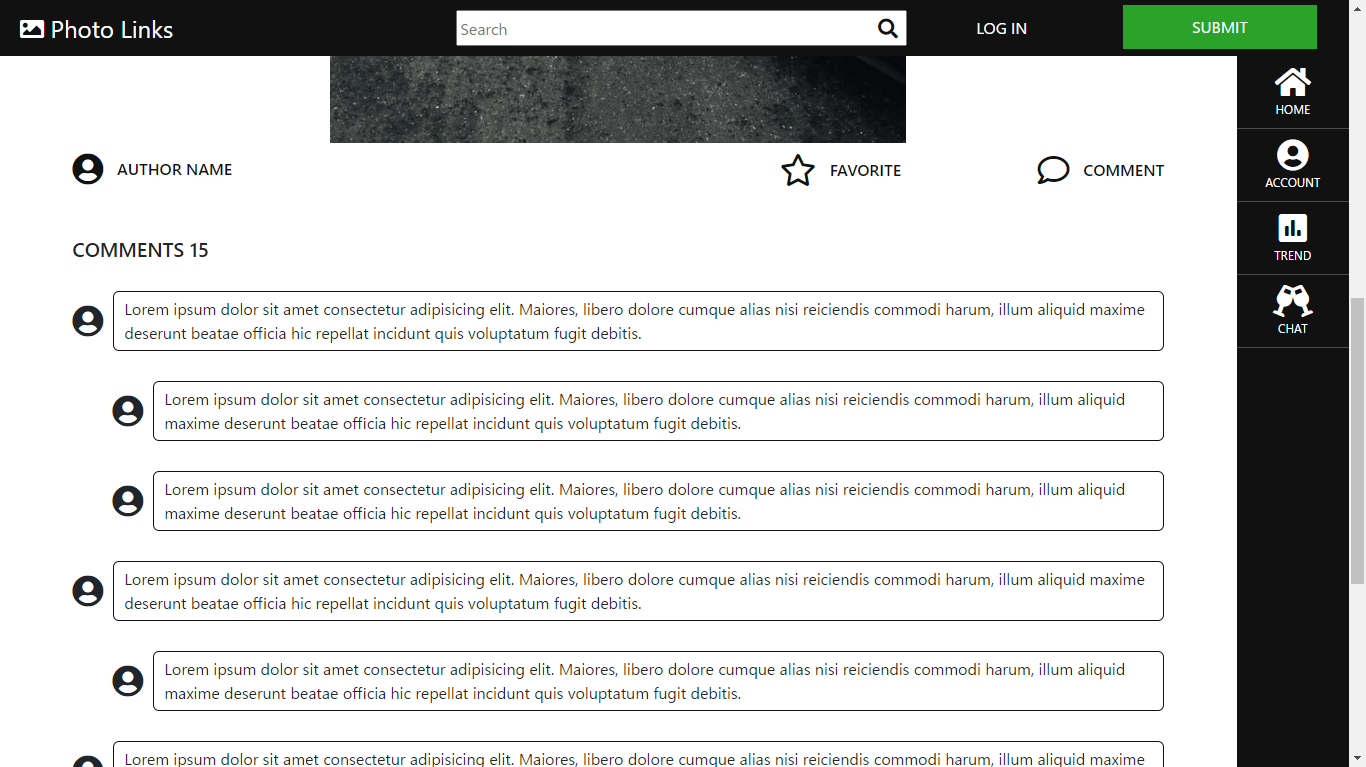 Photo Links
Search
LOG IN
SUBMIT
HOME
ACCOUNT
TREND
CHAT
AUTHOR NAME
FAVORITE
COMMENT
COMMENTS 15
Lorem ipsum dolor sit amet consectetur adipisicing elit. Maiores, libero dolore cumque alias nisi reiciendis commodi harum, illum aliquid maxime
deserunt beatae officia hic repellat incidunt quis voluptatum fugit debitis.
Lorem ipsum dolor sit amet consectetur adipisicing elit. Maiores, libero dolore cumque alias nisi reiciendis commodi harum, illum aliquid
maxime deserunt beatae officia hic repellat incidunt quis voluptatum fugit debitis.
Lorem ipsum dolor sit amet consectetur adipisicing elit. Maiores, libero dolore cumque alias nisi reiciendis commodi harum, illum aliquid
maxime deserunt beatae officia hic repellat incidunt quis voluptatum fugit debitis.
Lorem ipsum dolor sit amet consectetur adipisicing elit. Maiores, libero dolore cumque alias nisi reiciendis commodi harum, illum aliquid maxime
deserunt beatae officia hic repellat incidunt quis voluptatum fugit debitis.
Lorem ipsum dolor sit amet consectetur adipisicing elit. Maiores, libero dolore cumque alias nisi reiciendis commodi harum, illum aliquid
maxime deserunt beatae officia hic repellat incidunt quis voluptatum fugit debitis.
Lorem ipsum dolor sit amet consectetur adipisicing elit. Maiores, libero dolore cumque alias nisi reiciendis commodi harum, illum aliquid maxime